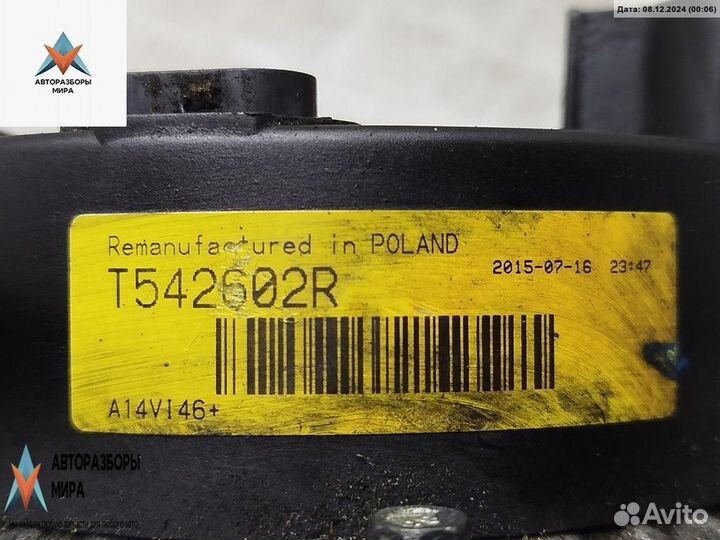 Дата: 08.12.2024 (00:06)
АВТОРАЗБОРЫ
МИРА
Remanufactured in POLAND
2015-07-16 23:47
T542602R
A14VI46+
АВТОРАЗБОРЫ
МИРА
Avito